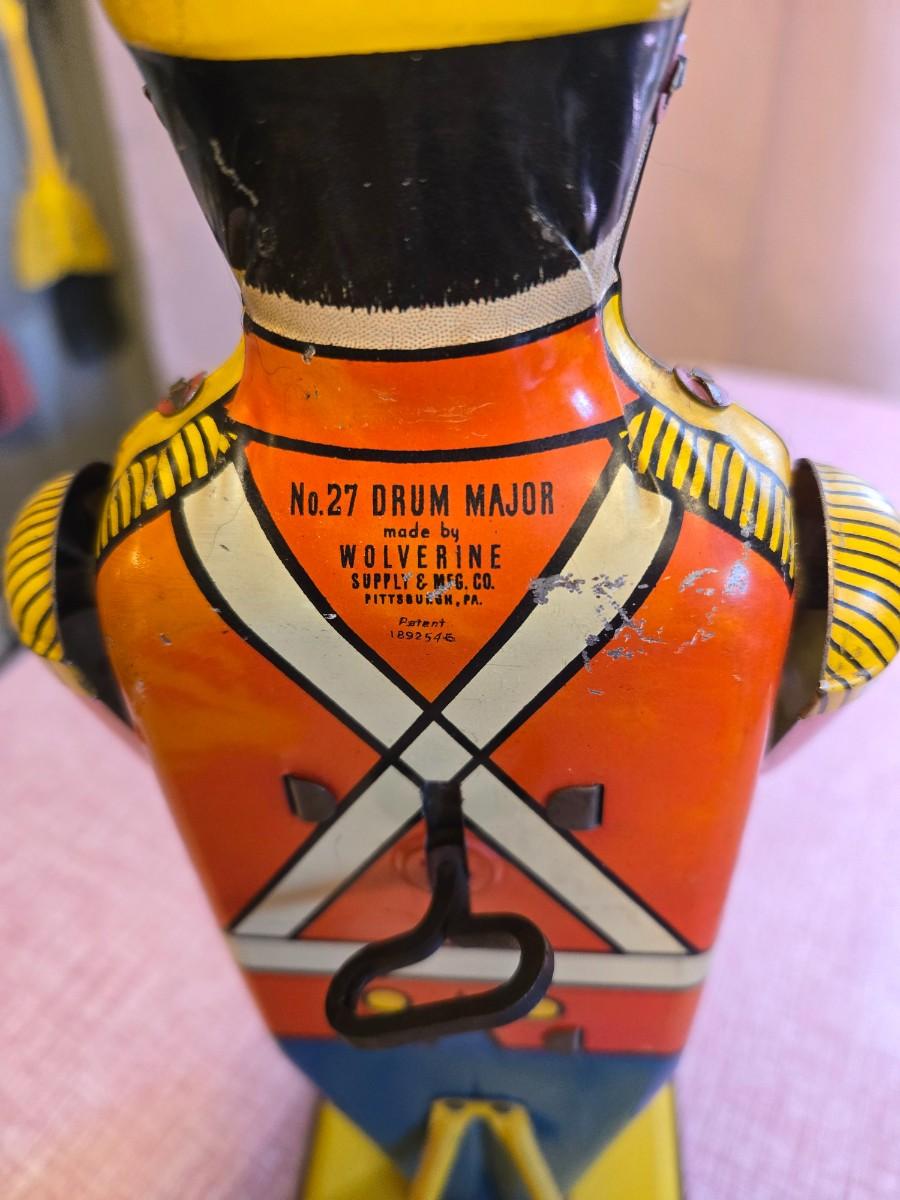 No.27 DRUM MAJOR
made by
WOLVERINE
SUPPLY & MFG. CO.
PITTSBURGH, PA.
Patent
1892546